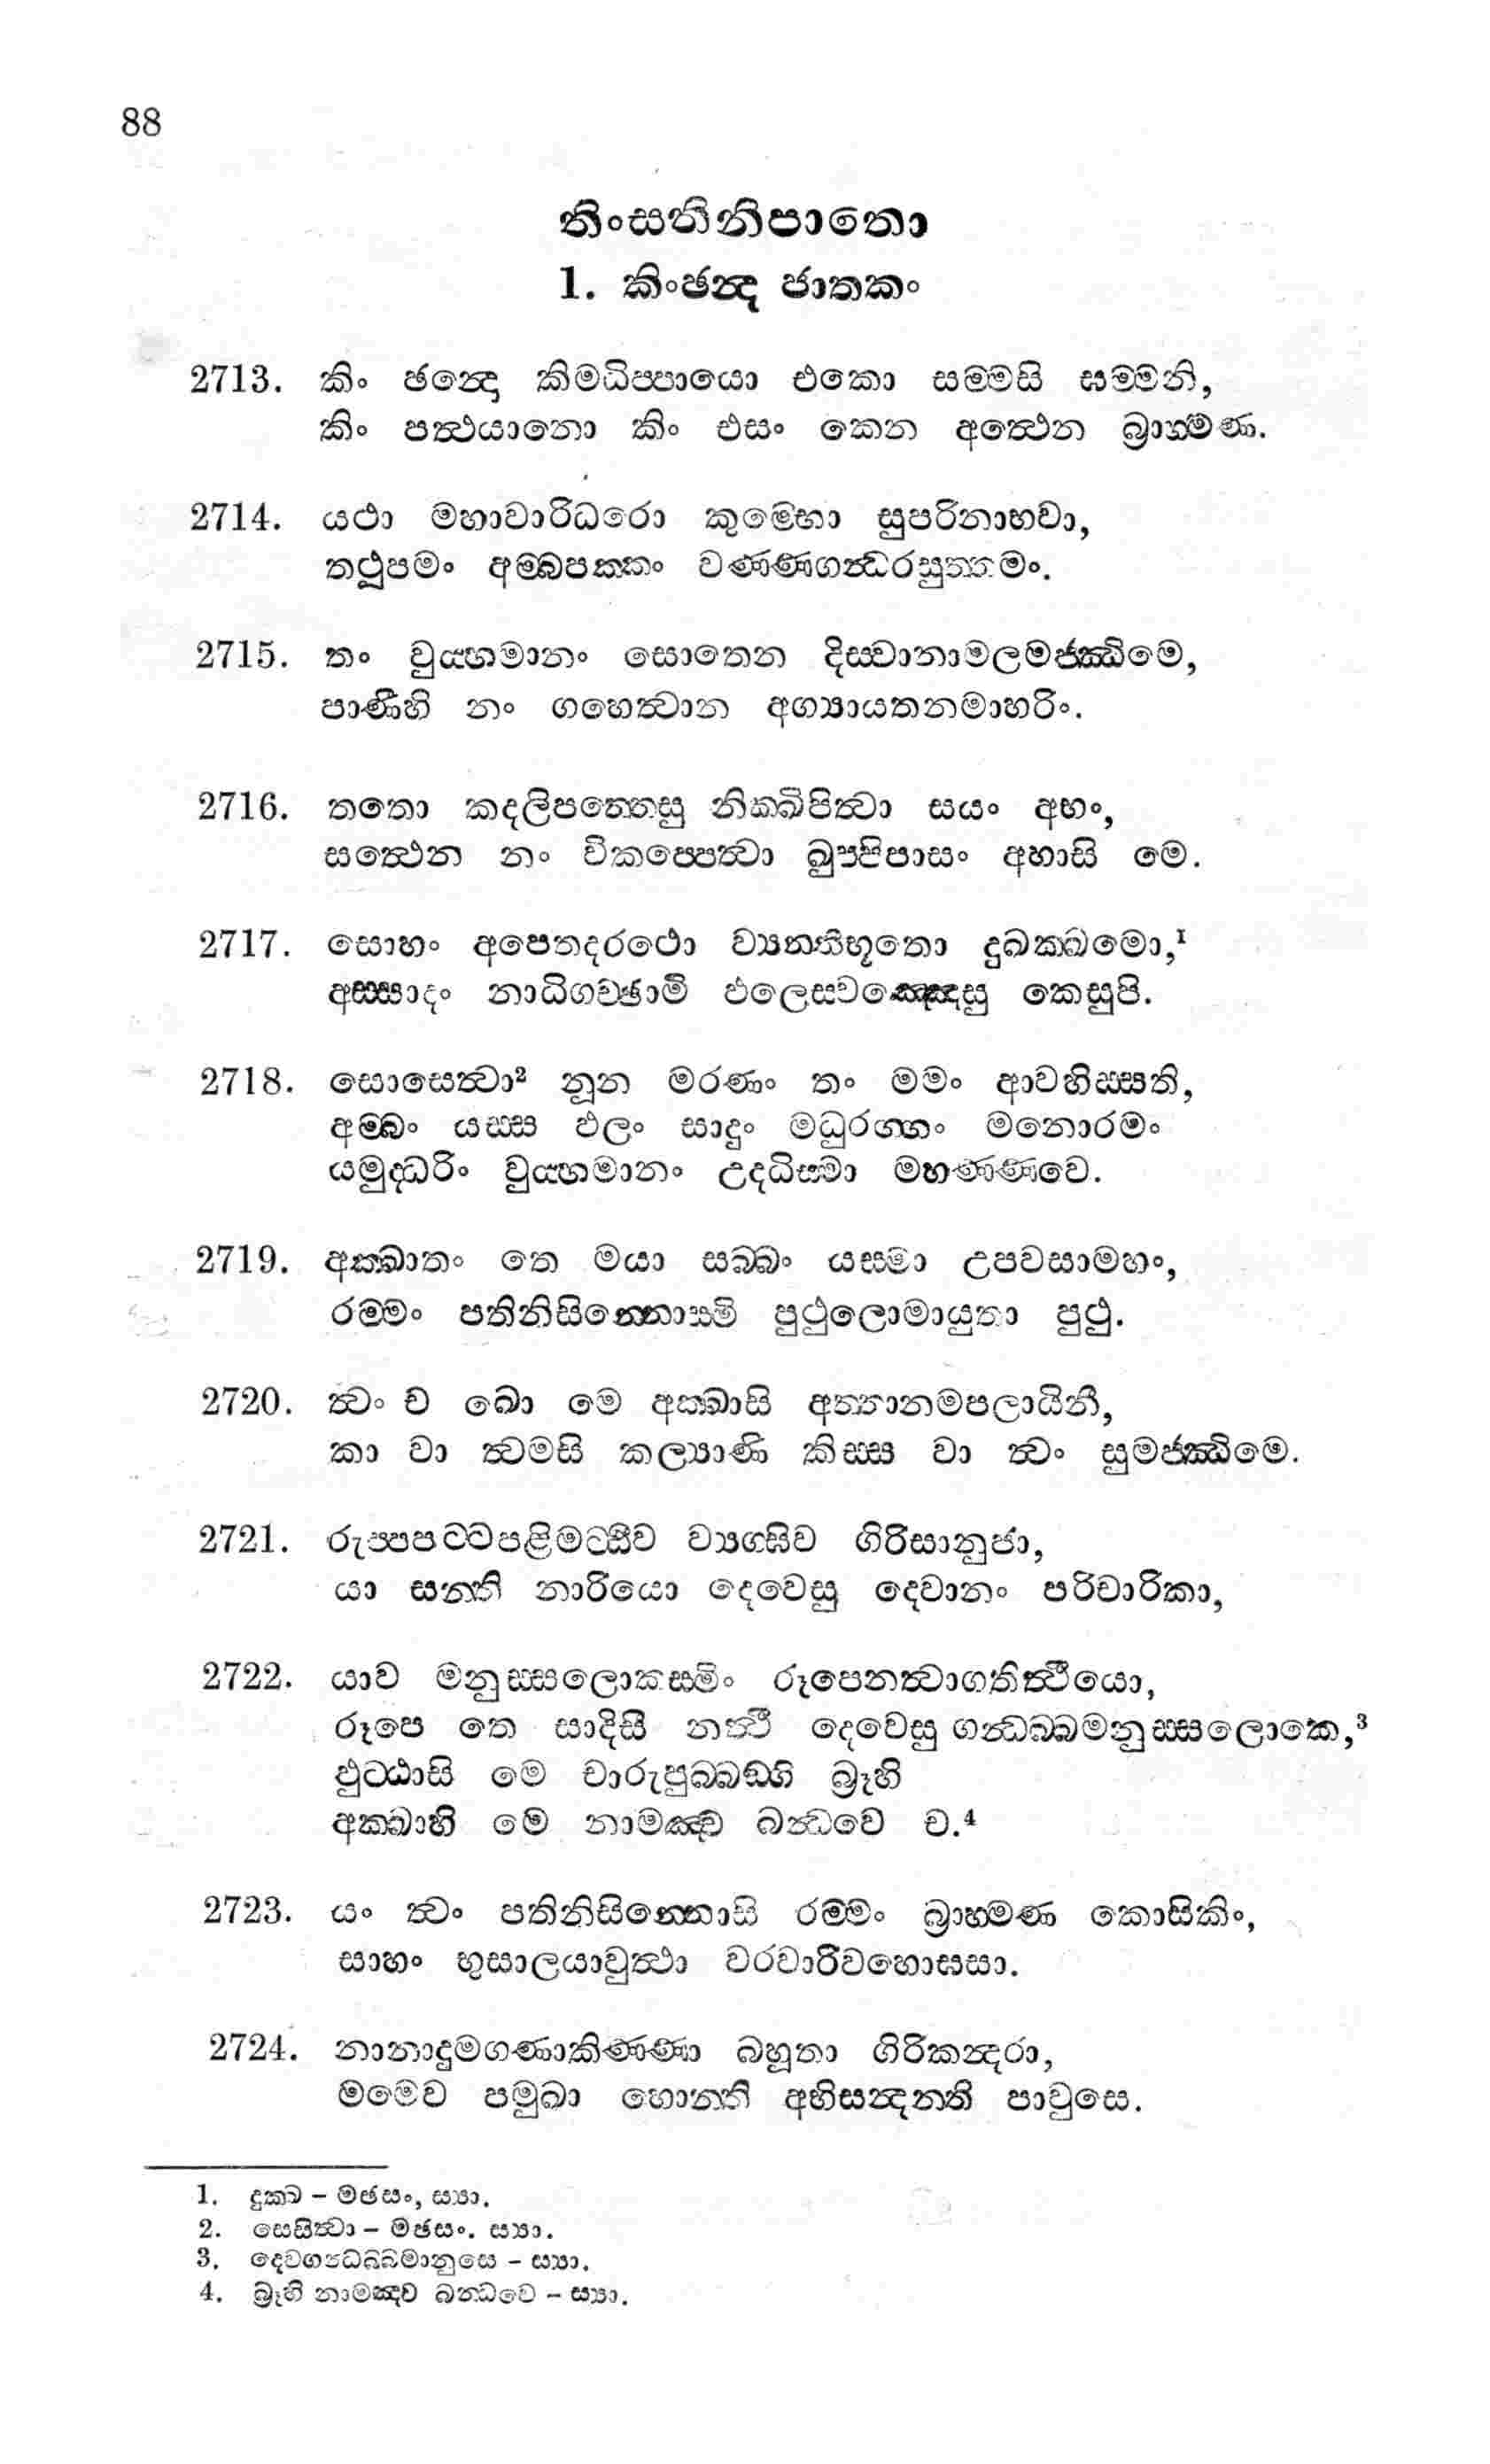 88
තිංසතිනිපාතො
1. කිංඡන්ද ජාතකං
2713. කිං ඡන්දො කිමධිප්පායො එකො සම්මසි ඝම්මනි,
කිං පත්ථයානො කිං එසං කෙන අත්ථෙන බ්‍රාහ්මණ.
2714. යථා මහාවාරිධරො කුම්භො සුපරිනාභවා,
තථූපමං අම්බපක්කං වණ්ණගන්ධරසුත්තමං.
2715. තං වුය්හමානං සොතෙන දිස්වානාමලමජ්ඣිමෙ,
පාණීහි නං ගහෙත්වාන අග්‍යායතනමාහරිං.
2716. තතො කදලිපත්තෙසු නික්ඛිපිත්වා සයං අහං,
සත්ථෙන නං විකප්පෙත්වා ඛුප්පිපාසං අහාසි මෙ.
2717. සොහං අපෙතදරථො ව්‍යන්තීභූතො දුඛක්ඛමො,¹
අස්සාදං නාධිගච්ඡාමි ඵලෙස්වඤ්ඤෙසු කෙසුපි.
2718. සොසෙත්වා² නූන මරණං තං මමං ආවහිස්සති,
අම්බං යස්ස ඵලං සාදුං මධුරග්ගං මනොරමං
යමුද්ධරිං වුය්හමානං උදධිස්මා මහණ්ණවෙ.
2719. අක්ඛාතං තෙ මයා සබ්බං යස්මා උපවසාමහං,
රම්මං පතිනිසින්නොස්මි පුථුලොමායුතා පුථු.
2720. ත්වං ච ඛො මෙ අක්ඛාසි අත්තානමපලායිනී,
කා වා ත්වමසි කල්‍යාණි කිස්ස වා ත්වං සුමජ්ඣිමෙ.
2721. රුප්පපට්ටපළිමට්ඨීව ව්‍යග්ඝීව ගිරිසානුජා,
යා සන්ති නාරියො දෙවෙසු දෙවානං පරිචාරිකා,
2722. යාව මනුස්සලොකස්මිං රූපෙනත්වාගතිත්ථියො,
රූපෙ තෙ සාදිසී නත්ථි දෙවෙසු ගන්ධබ්බමනුස්සලොකෙ,³
ඵුට්ඨාසි මෙ චාරුපුබ්බඞ්ගි බ්‍රෑහි
අක්ඛාහි මෙ නාමඤ්ච බන්ධවෙ ච.⁴
2723. යං ත්වං පතිනිසින්නොසි රම්මං බ්‍රාහ්මණ කොසිකිං,
සාහං භුසාලයාවුත්ථා වරවාරිවහොඝසා.
2724. නානාදුමගණාකිණ්ණා බහූතා ගිරිකන්දරා,
මමෙව පමුඛා හොන්ති අභිසන්දන්ති පාවුසෙ.
1. දුක්ඛ – මඡසං, ස්‍යා.
2. සෙසිත්වා – මඡසං. ස්‍යා.
3. දෙවගන්ධබ්බමානුසෙ – ස්‍යා.
4. බ්‍රෑහි නාමඤ්ච බන්ධවෙ – ස්‍යා.